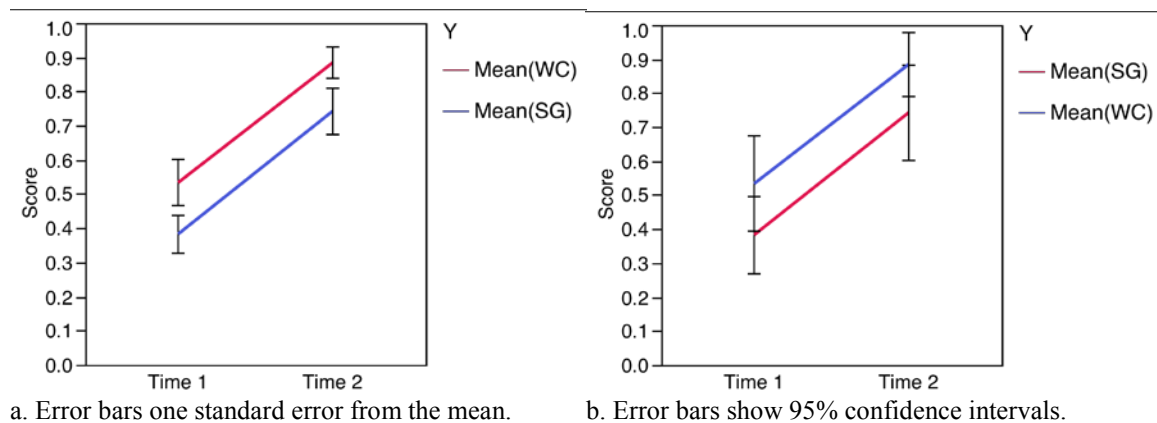 1.0
0.9
0.8
0.7
0.6
0.5
0.4
0.3
0.2
0.1
0.0
Score
Time 1 Time 2
Y
Mean(WC)
Mean(SG)
a. Error bars one standard error from the mean.
1.0
0.9
0.8
0.7
0.6
0.5
0.4
0.3
0.2
0.1
0.0
Score
Time 1 Time 2
Y
Mean(SG)
Mean(WC)
b. Error bars show 95% confidence intervals.